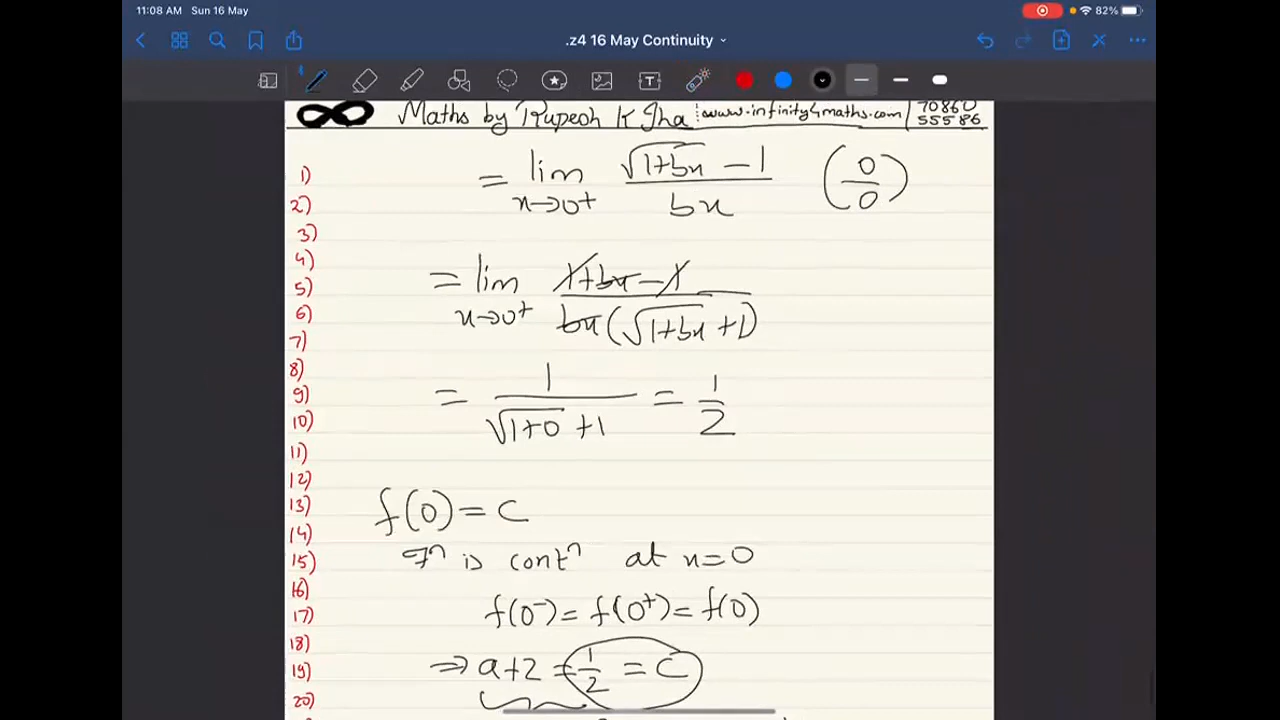 11:08 AM Sun 16 May 82%
.z4 16 May Continuity
Maths by Rupesh K Jha www.infinity4maths.com 70860 55586
1) = lim x→0+ (√(1+bx) − 1)/(bx) (0/0)
2)
3)
4)
5) = lim x→0+ (1+bx−1)/(bx(√(1+bx)+1))
6)
7)
8)
9) = 1/(√(1+0)+1) = 1/2
10)
11)
12)
13) f(0) = c
14)
15) Fn is contn at x=0
16)
17) f(0-) = f(0+) = f(0)
18)
19) ⇒ a+2 = 1/2 = c
20)